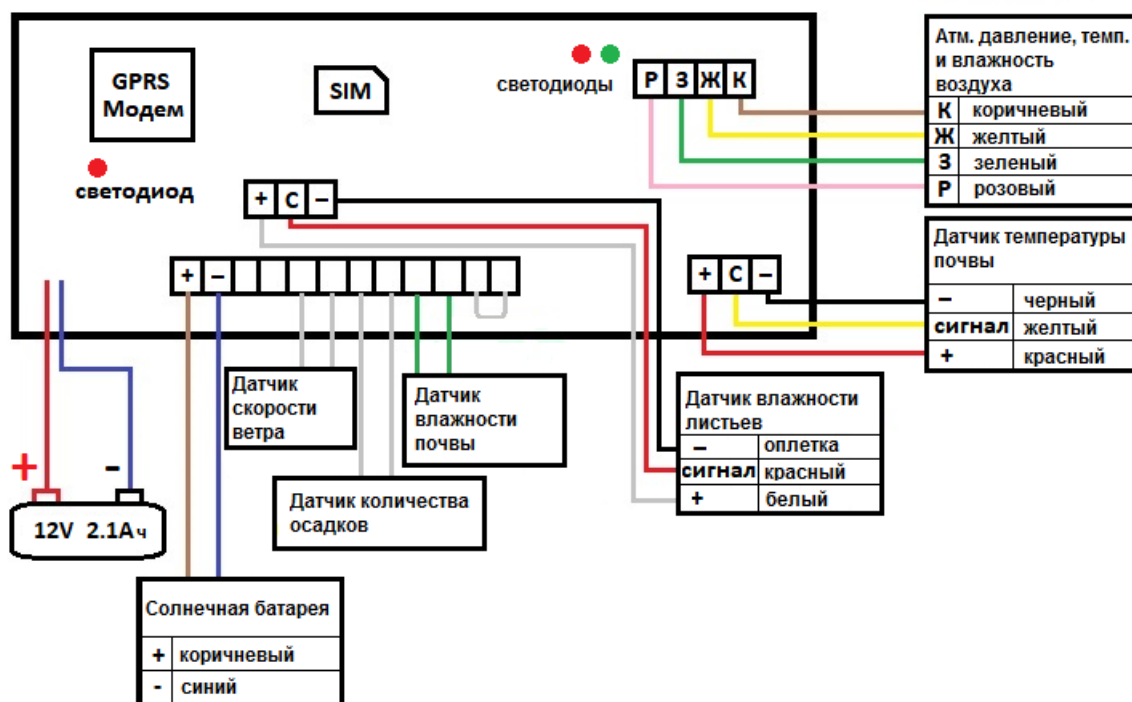 GPRS
Модем
SIM
светодиоды
Р З Ж К
светодиод
+ С –
+ –
+ С –
Атм. давление, темп.
и влажность
воздуха
К коричневый
Ж желтый
З зеленый
Р розовый
Датчик температуры
почвы
– черный
сигнал желтый
+ красный
Датчик
скорости
ветра
Датчик
влажности
почвы
Датчик влажности
листьев
– оплетка
сигнал красный
+ белый
Датчик количества
осадков
+ -
12V 2.1Ач
Солнечная батарея
+ коричневый
- синий